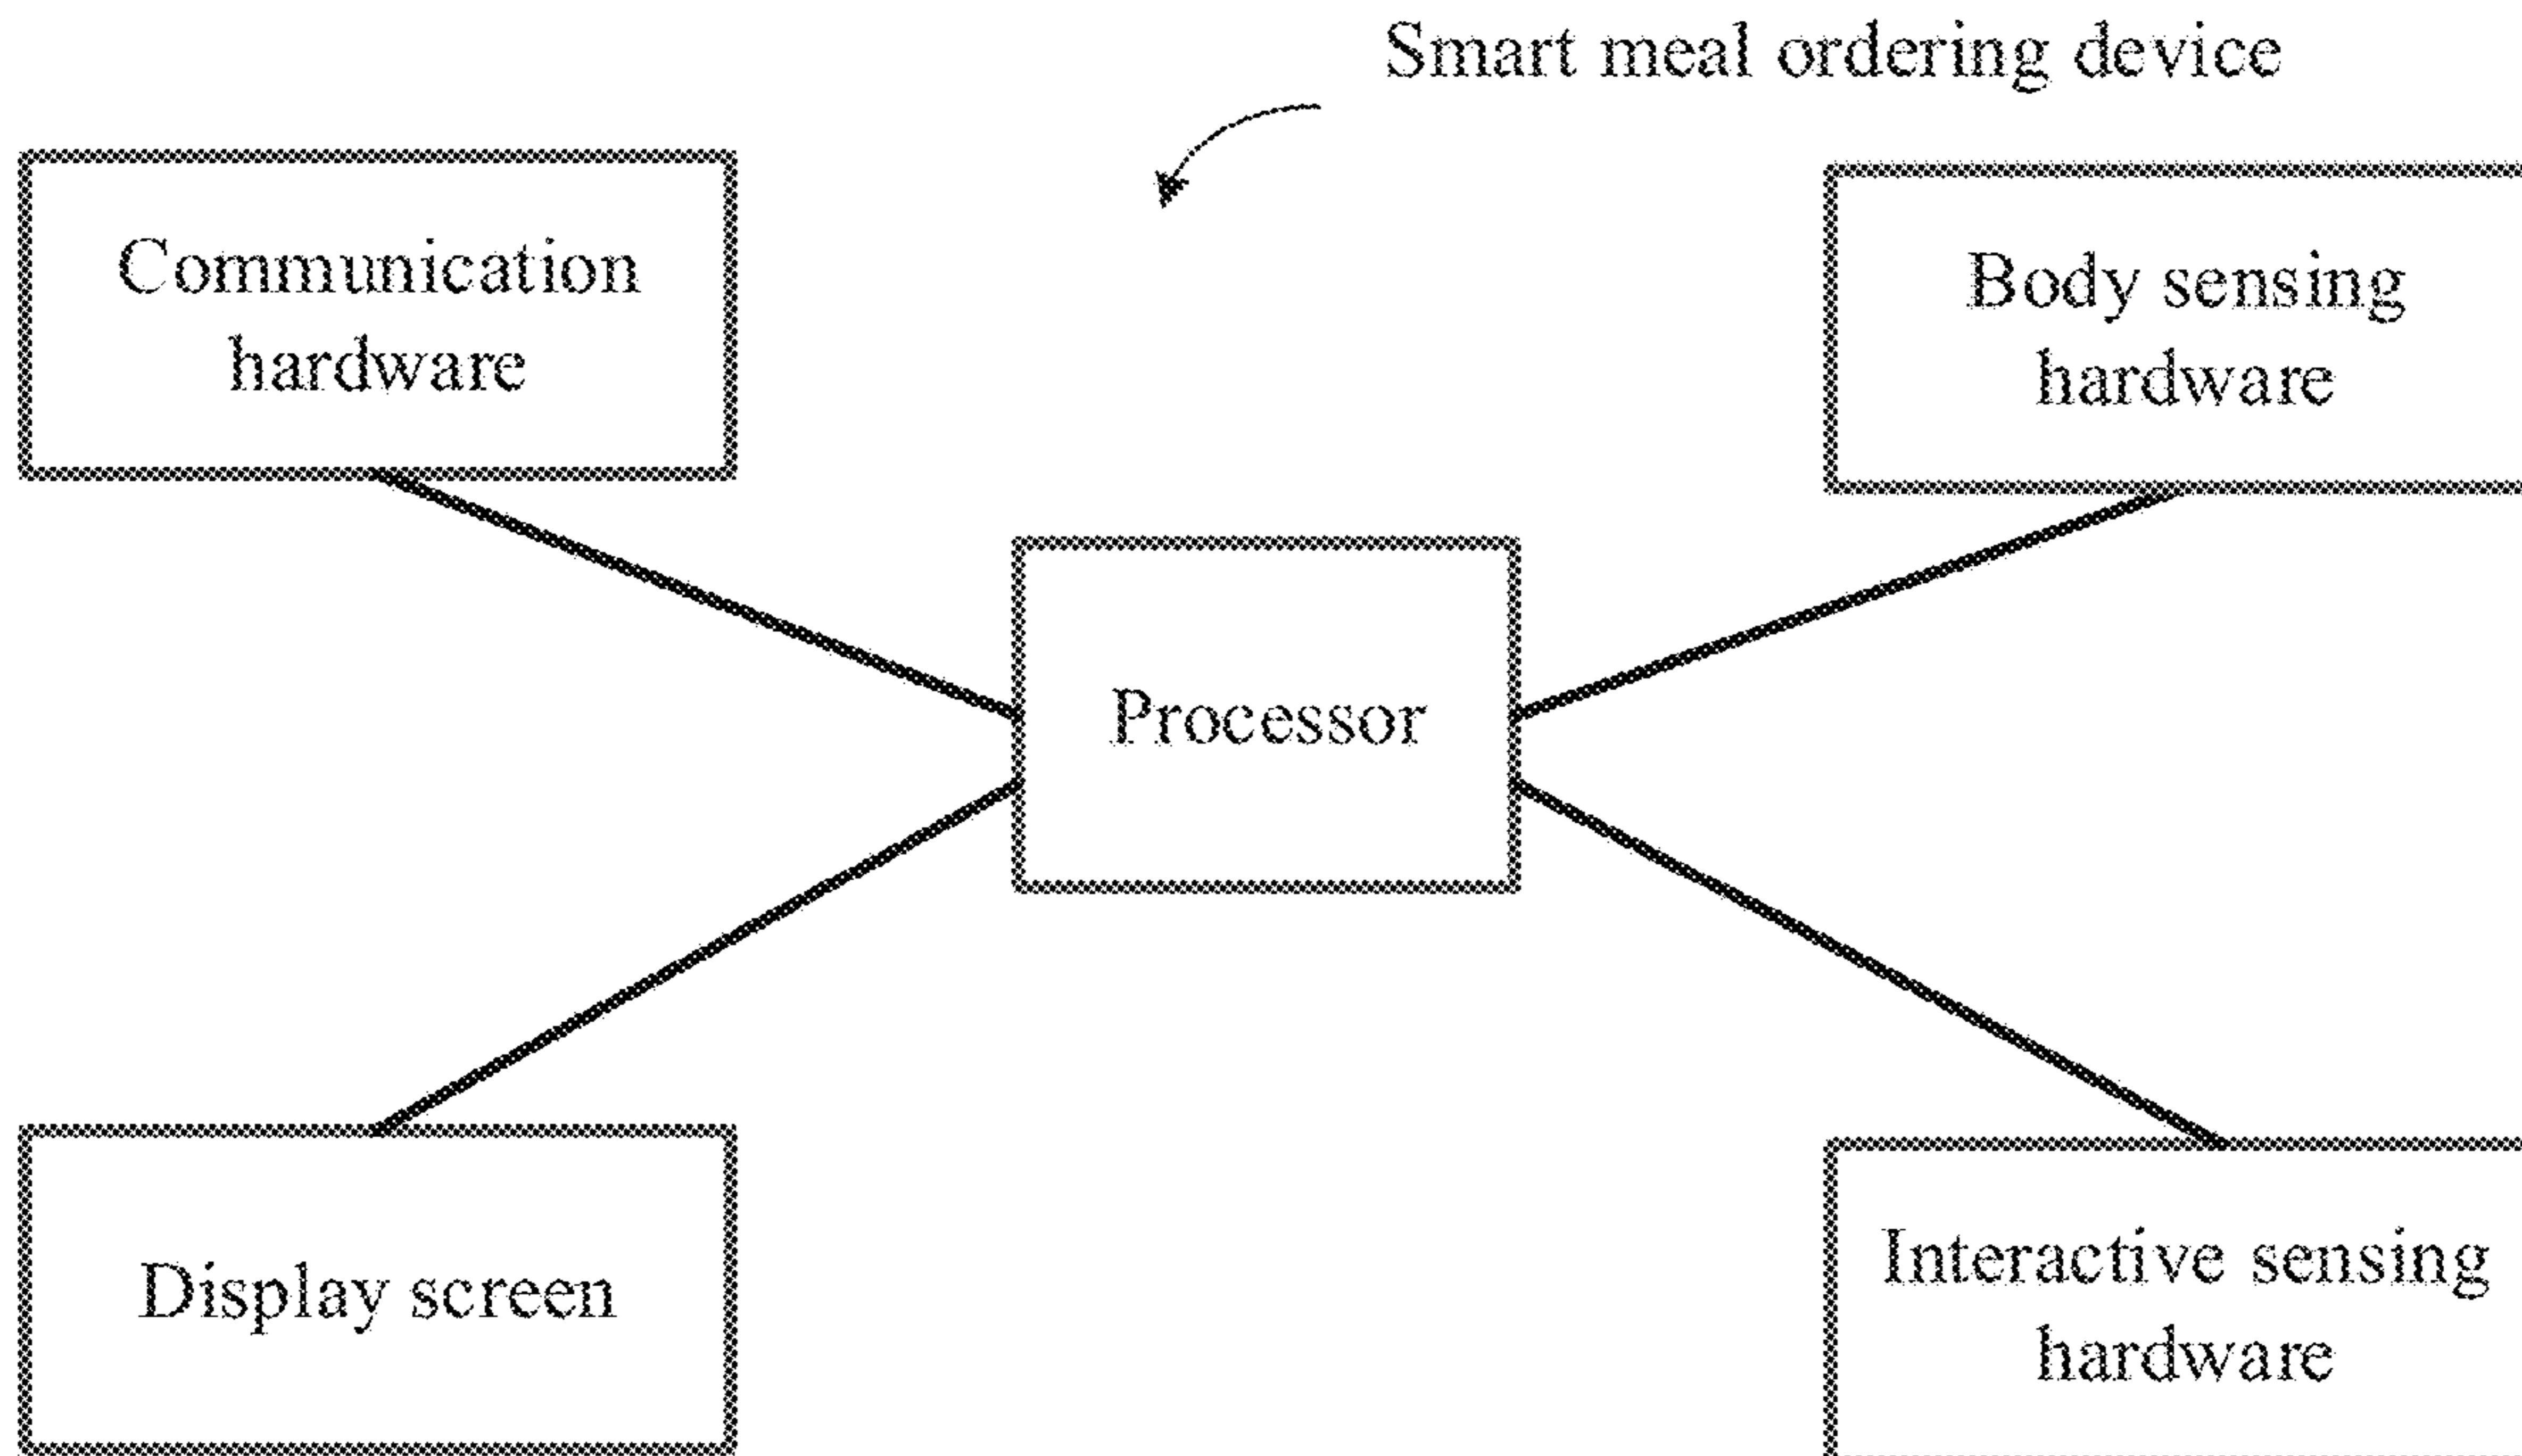 Smart meal ordering device
Communication
hardware
Body sensing
hardware
Processor
Display screen
Interactive sensing
hardware